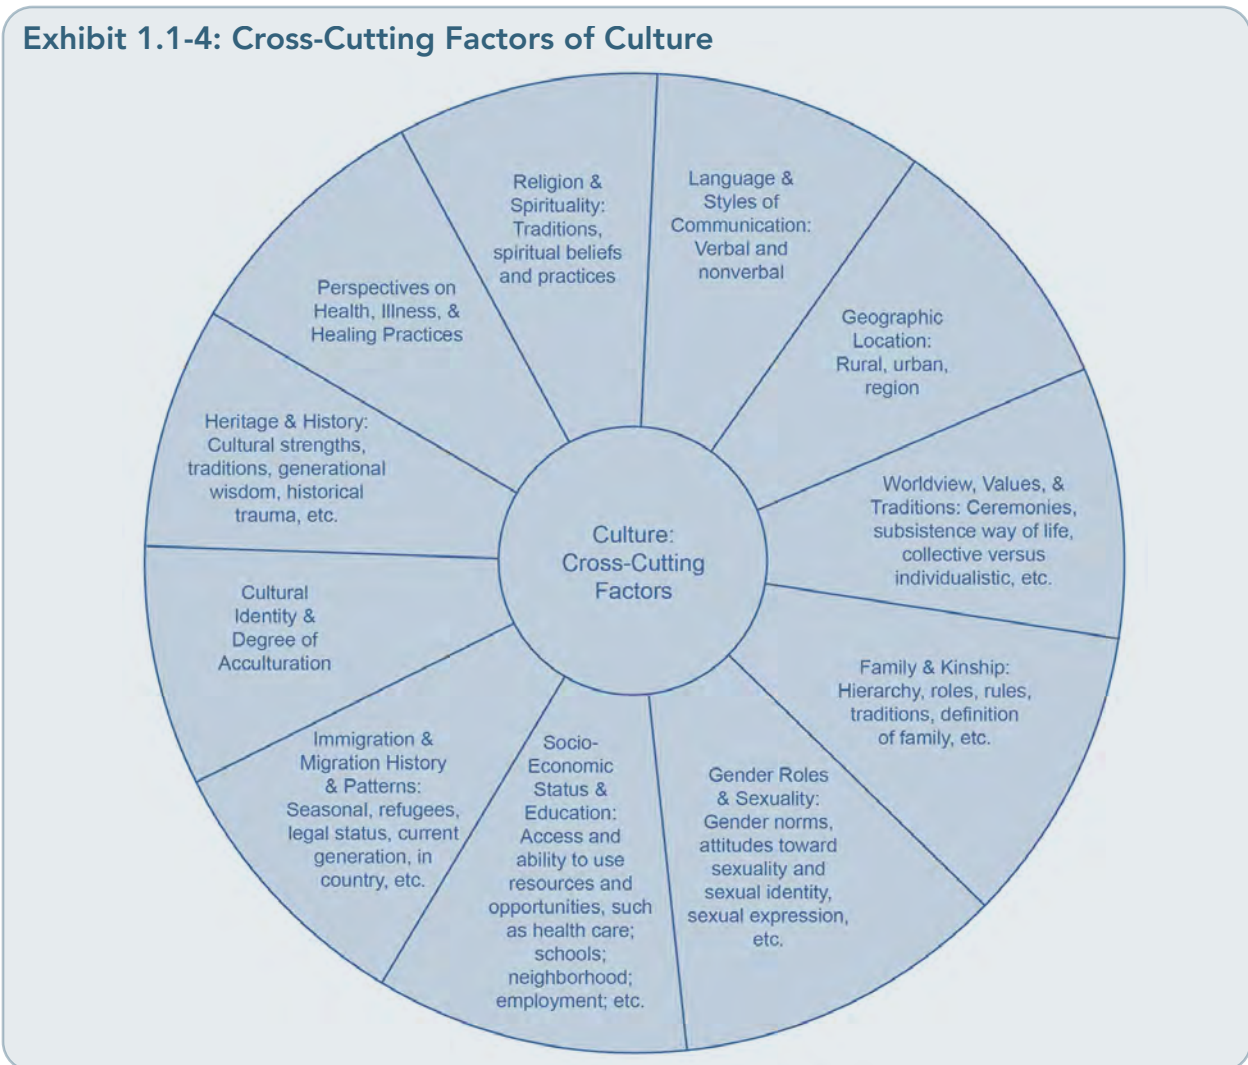 Exhibit 1.1-4: Cross-Cutting Factors of Culture
Religion &
Spirituality:
Traditions,
spiritual beliefs
and practices
Language &
Styles of
Communication:
Verbal and
nonverbal
Geographic
Location:
Rural, urban,
region
Worldview, Values, &
Traditions: Ceremonies,
subsistence way of life,
collective versus
individualistic, etc.
Family & Kinship:
Hierarchy, roles, rules,
traditions, definition
of family, etc.
Gender Roles
& Sexuality:
Gender norms,
attitudes toward
sexuality and
sexual identity,
sexual expression,
etc.
Socio-
Economic
Status &
Education:
Access and
ability to use
resources and
opportunities, such
as health care;
schools;
neighborhood;
employment; etc.
Immigration &
Migration History
& Patterns:
Seasonal, refugees,
legal status, current
generation, in
country, etc.
Cultural
Identity &
Degree of
Acculturation
Heritage & History:
Cultural strengths,
traditions, generational
wisdom, historical
trauma, etc.
Perspectives on
Health, Illness, &
Healing Practices
Culture:
Cross-Cutting
Factors